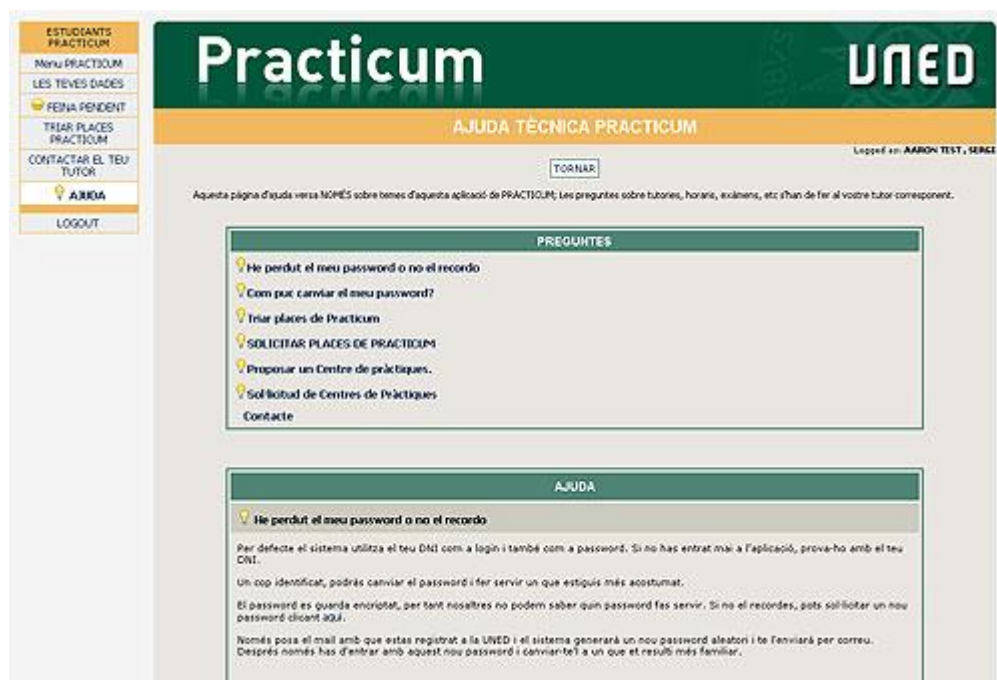 ESTUDIANTS
PRACTICUM
Menu PRACTICUM
LES TEVES DADES
FEINA PENDENT
TRIAR PLACES
PRACTICUM
CONTACTAR EL TEU
TUTOR
AJUDA
LOGOUT
Practicum
UNED
AJUDA TÈCNICA PRACTICUM
Logged as: AARON TEST, SERGI
TORNAR
Aquesta pàgina d'ajuda versa NOMÉS sobre temes d'aquesta aplicació de PRACTICUM; Les preguntes sobre tutories, horaris, exàmens, etc s'han de fer al vostre tutor corresponent.
PREGUNTES
He perdut el meu password o no el recordo
Com puc canviar el meu password?
Triar places de Practicum
SOLICITAR PLACES DE PRACTICUM
Proposar un Centre de pràctiques.
Sol·licitud de Centres de Pràctiques
Contacte
AJUDA
He perdut el meu password o no el recordo
Per defecte el sistema utilitza el teu DNI com a login i també com a password. Si no has entrat mai a l'aplicació, prova-ho amb el teu
DNI.
Un cop identificat, podràs canviar el password i fer servir un que estiguis més acostumat.
El password es guarda encriptat, per tant nosaltres no podem saber quin password fas servir. Si no el recordes, pots sol·licitar un nou
password clicant aquí.
Només posa el mail amb que estas registrat a la UNED i el sistema generarà un nou password aleatori i te l'enviarà per correu.
Després només has d'entrar amb aquest nou password i canviar-te'l a un que et resulti més familiar.